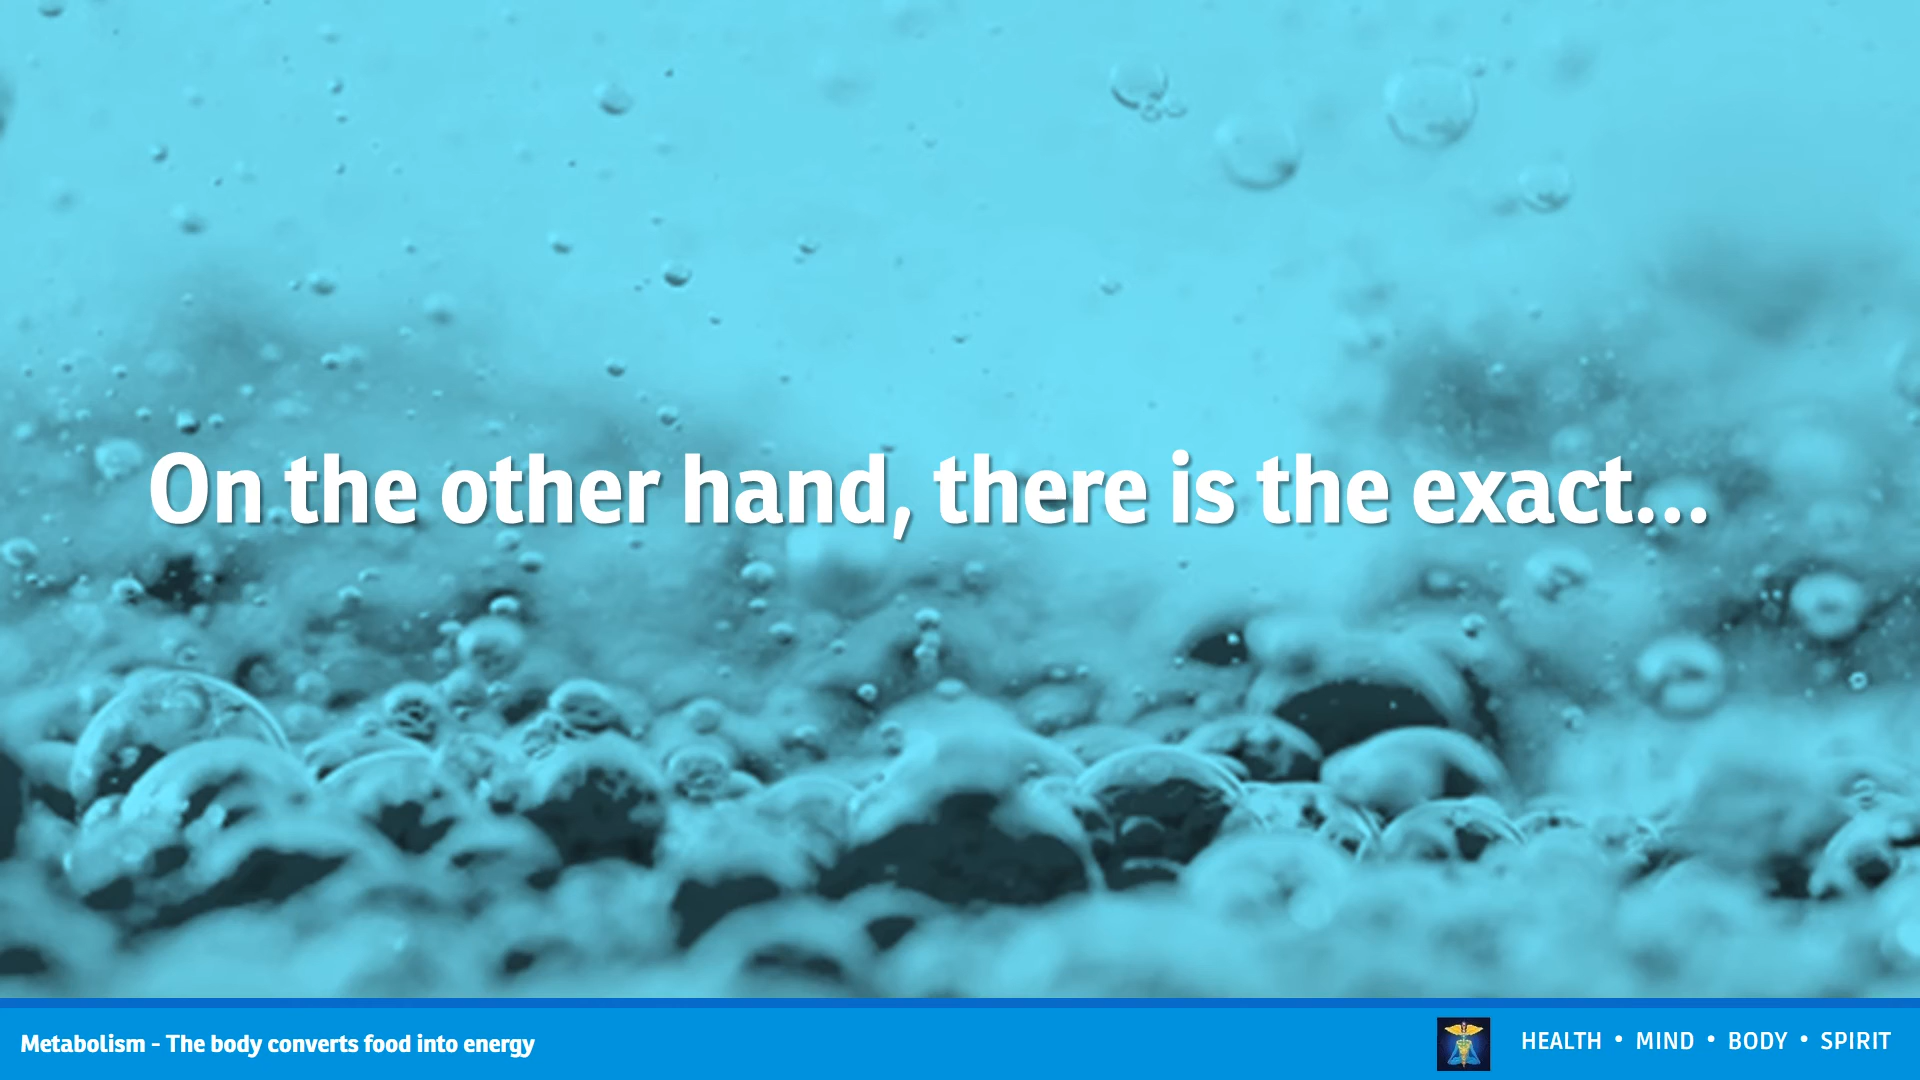 On the other hand, there is the exact...
Metabolism - The body converts food into energy
HEALTH • MIND • BODY • SPIRIT